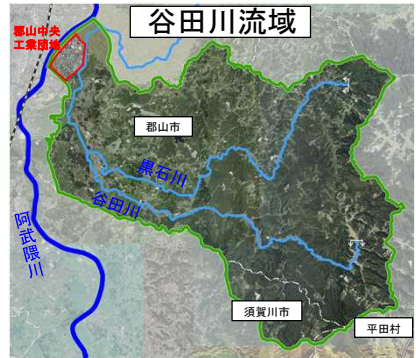 谷田川流域
郡山中央
工業団地
郡山市
黒石川
谷田川
阿武隈川
須賀川市
平田村